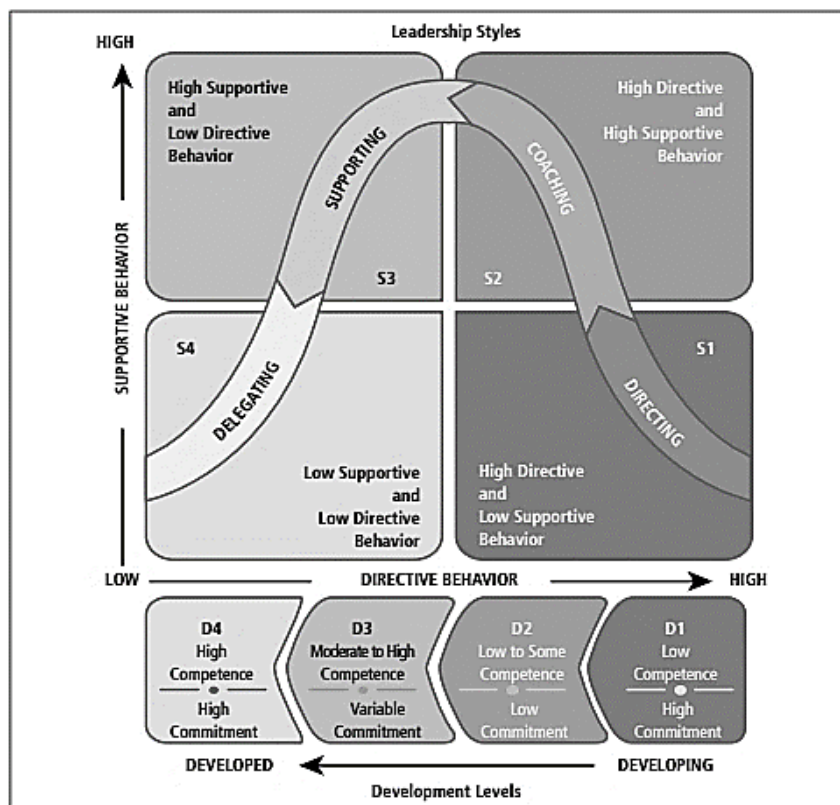 Leadership Styles
HIGH
High Supportive
and
Low Directive
Behavior
High Directive
and
High Supportive
Behavior
SUPPORTING
COACHING
S3
S2
SUPPORTIVE BEHAVIOR
S4
S1
DELEGATING
DIRECTING
Low Supportive
and
Low Directive
Behavior
High Directive
and
Low Supportive
Behavior
LOW
DIRECTIVE BEHAVIOR
HIGH
D4
High
Competence
High
Commitment
D3
Moderate to High
Competence
Variable
Commitment
D2
Low to Some
Competence
Low
Commitment
D1
Low
Competence
High
Commitment
DEVELOPED
DEVELOPING
Development Levels